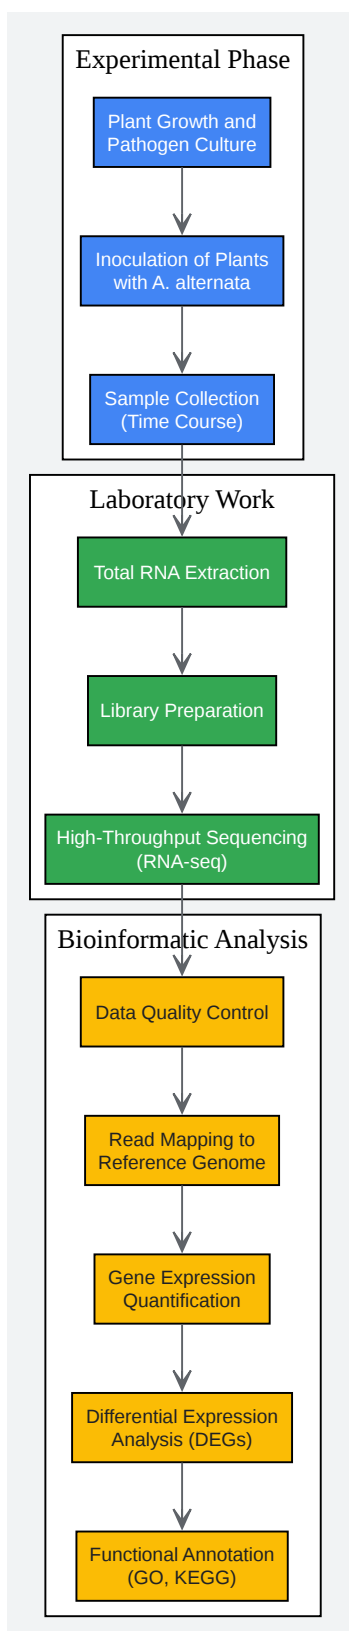 Experimental Phase
Plant Growth and
Pathogen Culture
Inoculation of Plants
with A. alternata
Sample Collection
(Time Course)
Laboratory Work
Total RNA Extraction
Library Preparation
High-Throughput Sequencing
(RNA-seq)
Bioinformatic Analysis
Data Quality Control
Read Mapping to
Reference Genome
Gene Expression
Quantification
Differential Expression
Analysis (DEGs)
Functional Annotation
(GO, KEGG)